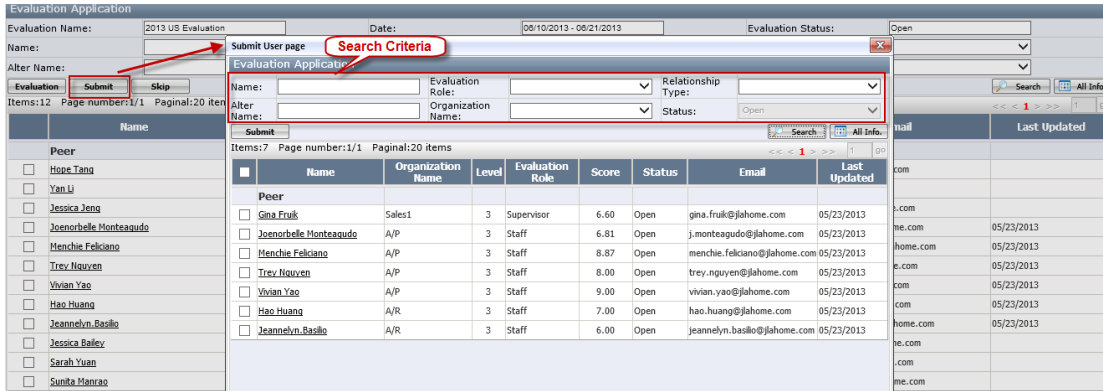 Evaluation Application
Evaluation Name: 2013 US Evaluation Date: 06/10/2013 - 06/21/2013 Evaluation Status: Open
Name:
Alter Name:
Evaluation Submit Skip Search All Info
Items:12 Page number:1/1 Paginal:20 << < 1 > >> 1
Name Last Updated
Peer
Hope Tang
Yan Li
Jessica Jeng
Joenorbelle Monteagudo 05/23/2013
Menchie Feliciano 05/23/2013
Trey Nguyen 05/23/2013
Vivian Yao 05/23/2013
Hao Huang 05/23/2013
Jeannelyn.Basilio 05/23/2013
Jessica Bailey
Sarah Yuan
Sunita Manrao
Submit User page
Search Criteria
Evaluation Application
Name: Evaluation Role: Relationship Type:
Alter Name: Organization Name: Status: Open
Submit Search All Info.
Items:7 Page number:1/1 Paginal:20 items << < 1 > >> 1 go
Name Organization Name Level Evaluation Role Score Status Email Last Updated
Peer
Gina Fruik Sales1 3 Supervisor 6.60 Open gina.fruik@jlahome.com 05/23/2013
Joenorbelle Monteagudo A/P 3 Staff 6.81 Open j.monteagudo@jlahome.com 05/23/2013
Menchie Feliciano A/P 3 Staff 8.87 Open menchie.feliciano@jlahome.com 05/23/2013
Trey Nguyen A/P 3 Staff 8.00 Open trey.nguyen@jlahome.com 05/23/2013
Vivian Yao A/P 3 Staff 9.00 Open vivian.yao@jlahome.com 05/23/2013
Hao Huang A/R 3 Staff 7.00 Open hao.huang@jlahome.com 05/23/2013
Jeannelyn.Basilio A/R 3 Staff 6.00 Open jeannelyn.basilio@jlahome.com 05/23/2013